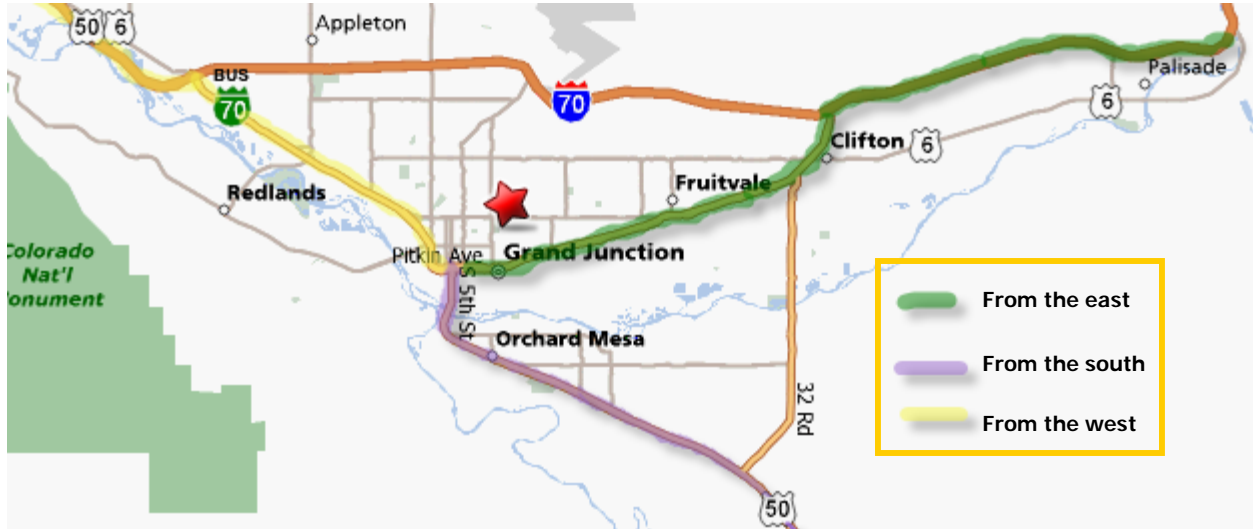 50 6
Appleton
BUS
70
70
Palisade
6
Clifton
6
Fruitvale
Redlands
Colorado
Nat'l
Monument
Pitkin Ave
Grand Junction
S 5th St
Orchard Mesa
32 Rd
50
From the east
From the south
From the west